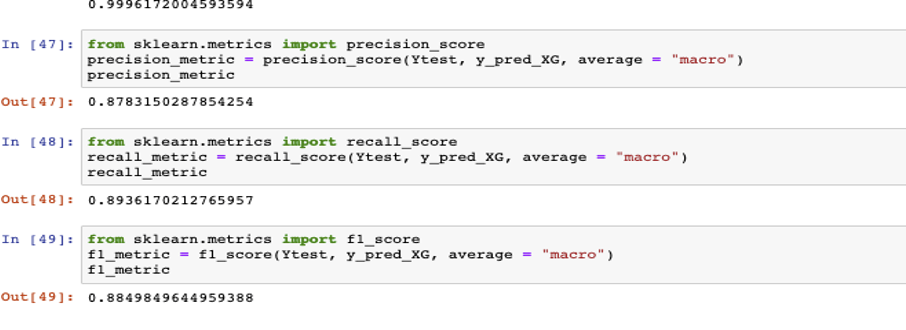 0.9996172004593594
In [47]: from sklearn.metrics import precision_score
precision_metric = precision_score(Ytest, y_pred_XG, average = "macro")
precision_metric
Out[47]: 0.8783150287854254
In [48]: from sklearn.metrics import recall_score
recall_metric = recall_score(Ytest, y_pred_XG, average = "macro")
recall_metric
Out[48]: 0.8936170212765957
In [49]: from sklearn.metrics import f1_score
f1_metric = f1_score(Ytest, y_pred_XG, average = "macro")
f1_metric
Out[49]: 0.8849849644959388